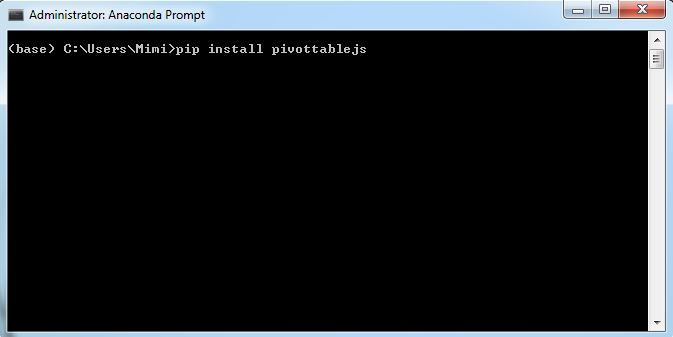 Administrator: Anaconda Prompt
(base) C:\Users\Mimi>pip install pivottablejs